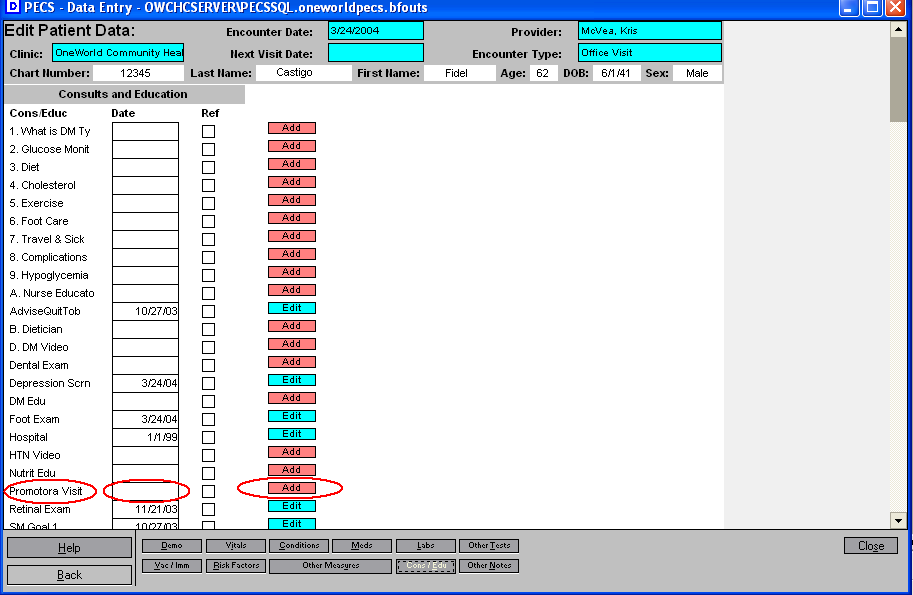 PECS - Data Entry - OWCHCSERVER\PECSSQL.oneworldpecs.bfouts
Edit Patient Data: Encounter Date: 3/24/2004 Provider: McVea, Kris
Clinic: OneWorld Community Heal Next Visit Date: Encounter Type: Office Visit
Chart Number: 12345 Last Name: Castigo First Name: Fidel Age: 62 DOB: 6/1/41 Sex: Male
Consults and Education
Cons/Educ Date Ref
1. What is DM Ty Add
2. Glucose Monit Add
3. Diet Add
4. Cholesterol Add
5. Exercise Add
6. Foot Care Add
7. Travel & Sick Add
8. Complications Add
9. Hypoglycemia Add
A. Nurse Educato Add
AdviseQuitTob 10/27/03 Edit
B. Dietician Add
D. DM Video Add
Dental Exam Add
Depression Scrn 3/24/04 Edit
DM Edu Add
Foot Exam 3/24/04 Edit
Hospital 1/1/99 Edit
HTN Video Add
Nutrit Edu Add
Promotora Visit Add
Retinal Exam 11/21/03 Edit
SM Goal 1 10/27/03 Edit
Help Demo Vitals Conditions Meds Labs Other Tests Close
Back Vac / Imm Risk Factors Other Measures Cons / Edu Other Notes